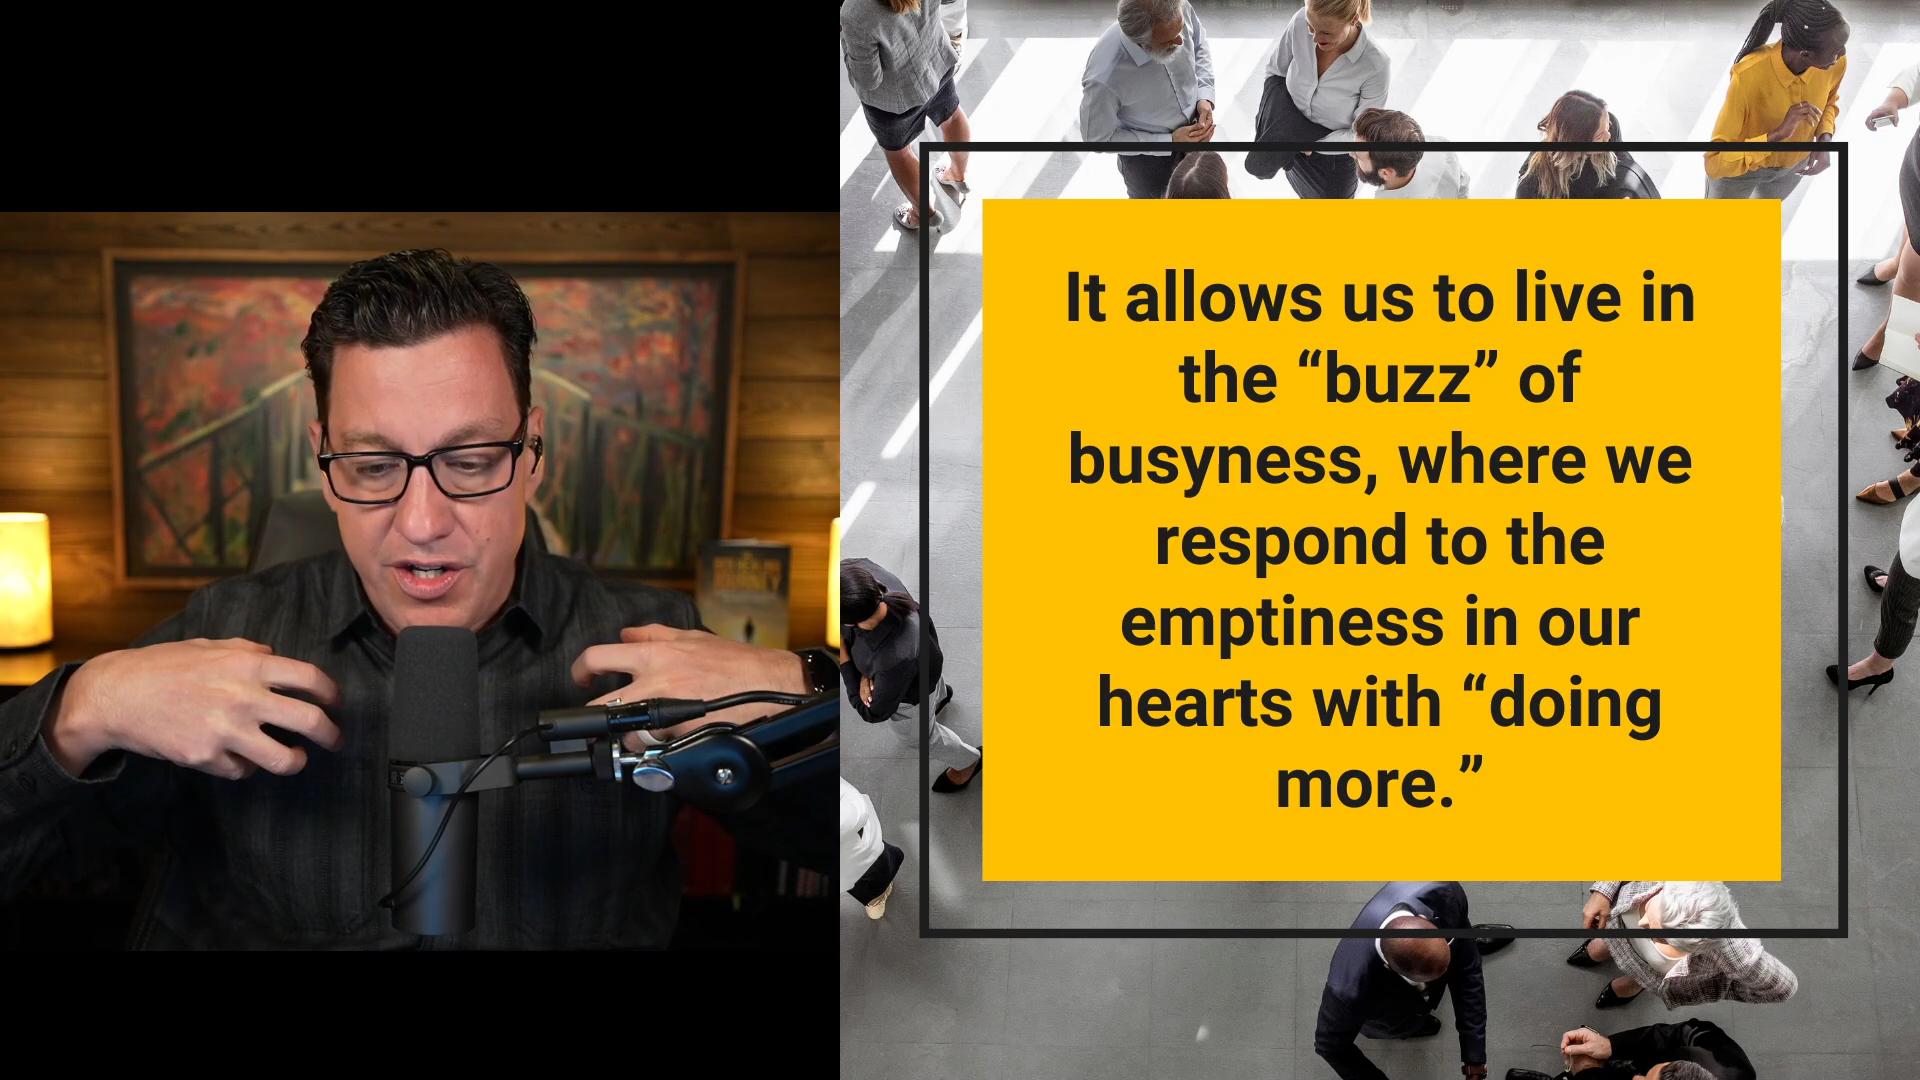 It allows us to live in
the “buzz” of
busyness, where we
respond to the
emptiness in our
hearts with “doing
more.”
JOURNEY